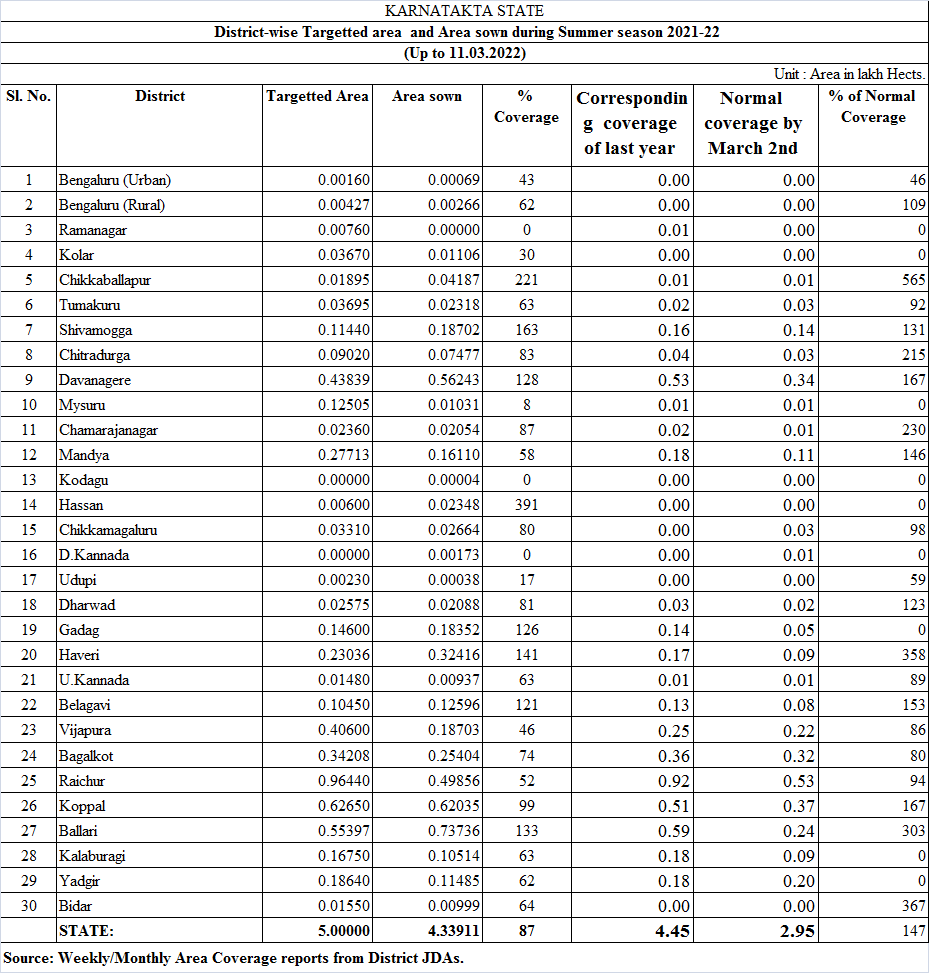 KARNATAKTA STATE
District-wise Targetted area and Area sown during Summer season 2021-22
(Up to 11.03.2022)
Unit : Area in lakh Hects.
Sl. No. District Targetted Area Area sown % Coverage Correspondin g coverage of last year Normal coverage by March 2nd % of Normal Coverage
1 Bengaluru (Urban) 0.00160 0.00069 43 0.00 0.00 46
2 Bengaluru (Rural) 0.00427 0.00266 62 0.00 0.00 109
3 Ramanagar 0.00760 0.00000 0 0.01 0.00 0
4 Kolar 0.03670 0.01106 30 0.00 0.00 0
5 Chikkaballapur 0.01895 0.04187 221 0.01 0.01 565
6 Tumakuru 0.03695 0.02318 63 0.02 0.03 92
7 Shivamogga 0.11440 0.18702 163 0.16 0.14 131
8 Chitradurga 0.09020 0.07477 83 0.04 0.03 215
9 Davanagere 0.43839 0.56243 128 0.53 0.34 167
10 Mysuru 0.12505 0.01031 8 0.01 0.01 0
11 Chamarajanagar 0.02360 0.02054 87 0.02 0.01 230
12 Mandya 0.27713 0.16110 58 0.18 0.11 146
13 Kodagu 0.00000 0.00004 0 0.00 0.00 0
14 Hassan 0.00600 0.02348 391 0.00 0.00 0
15 Chikkamagaluru 0.03310 0.02664 80 0.00 0.03 98
16 D.Kannada 0.00000 0.00173 0 0.00 0.01 0
17 Udupi 0.00230 0.00038 17 0.00 0.00 59
18 Dharwad 0.02575 0.02088 81 0.03 0.02 123
19 Gadag 0.14600 0.18352 126 0.14 0.05 0
20 Haveri 0.23036 0.32416 141 0.17 0.09 358
21 U.Kannada 0.01480 0.00937 63 0.01 0.01 89
22 Belagavi 0.10450 0.12596 121 0.13 0.08 153
23 Vijapura 0.40600 0.18703 46 0.25 0.22 86
24 Bagalkot 0.34208 0.25404 74 0.36 0.32 80
25 Raichur 0.96440 0.49856 52 0.92 0.53 94
26 Koppal 0.62650 0.62035 99 0.51 0.37 167
27 Ballari 0.55397 0.73736 133 0.59 0.24 303
28 Kalaburagi 0.16750 0.10514 63 0.18 0.09 0
29 Yadgir 0.18640 0.11485 62 0.18 0.20 0
30 Bidar 0.01550 0.00999 64 0.00 0.00 367
STATE: 5.00000 4.33911 87 4.45 2.95 147
Source: Weekly/Monthly Area Coverage reports from District JDAs.